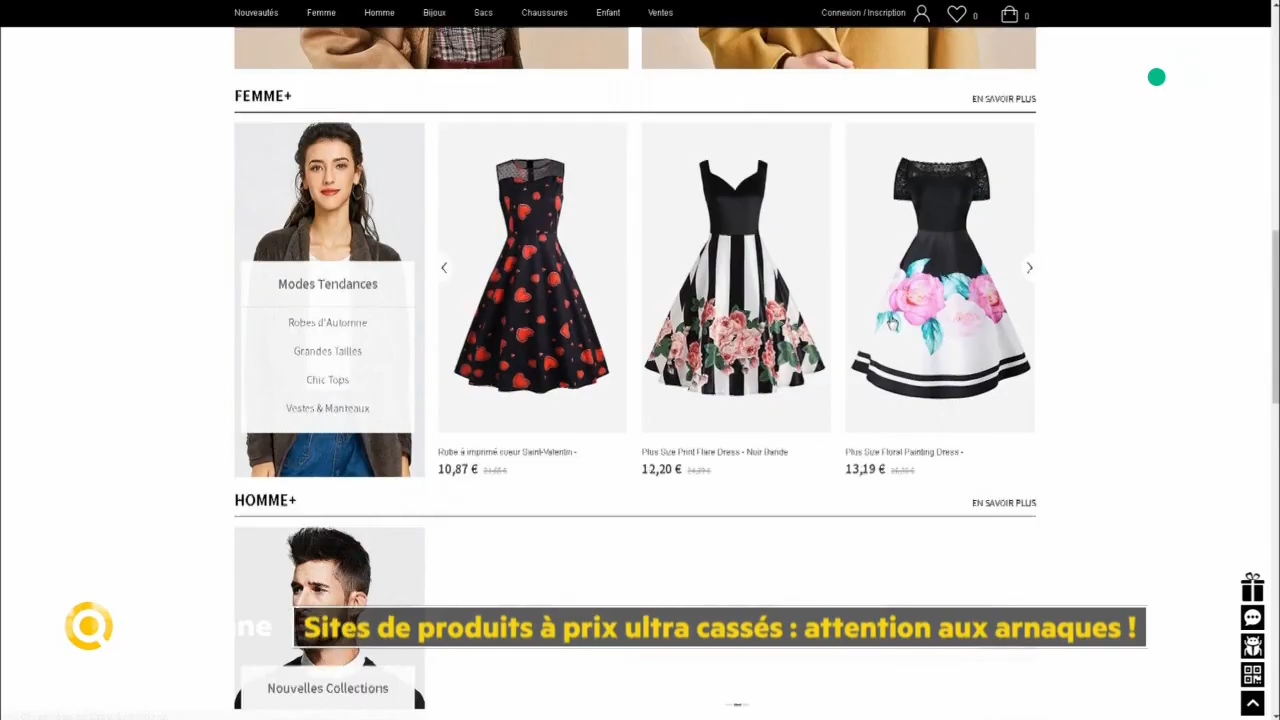 Nouveautés Femme Homme Bijoux Sacs Chaussures Enfant Ventes Connexion / Inscription 0 0
FEMME+ EN SAVOIR PLUS
Modes Tendances
Robes d'Automne
Grandes Tailles
Chic Tops
Vestes & Manteaux
Robe à imprimé coeur Saint-Valentin - 
10,87 €
Plus Size Print Flare Dress - Noir Bande
12,20 €
Plus Size Floral Painting Dress -
13,19 €
HOMME+ EN SAVOIR PLUS
Sites de produits à prix ultra cassés : attention aux arnaques !
Nouvelles Collections